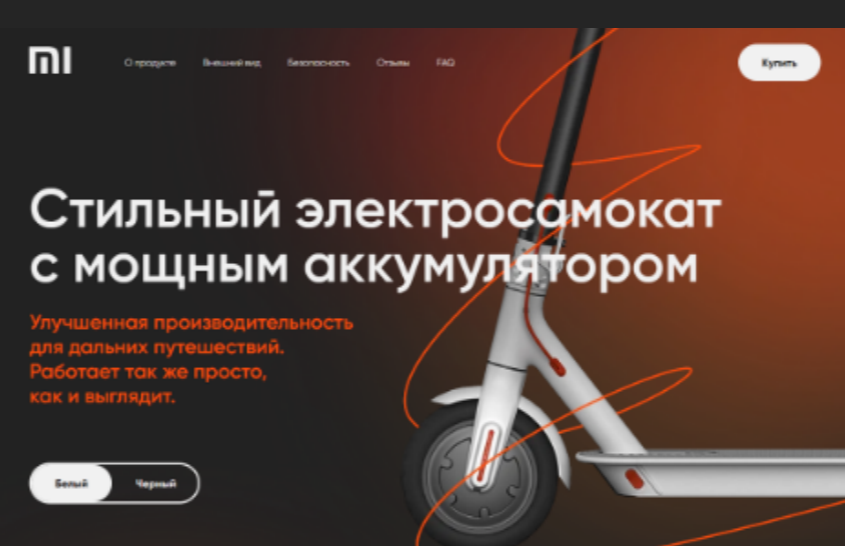 MI
О продукте
Внешний вид
Безопасность
Отзывы
FAQ
Купить
Стильный электросамокат
с мощным аккумулятором
Улучшенная производительность
для дальних путешествий.
Работает так же просто,
как и выглядит.
Белый
Черный